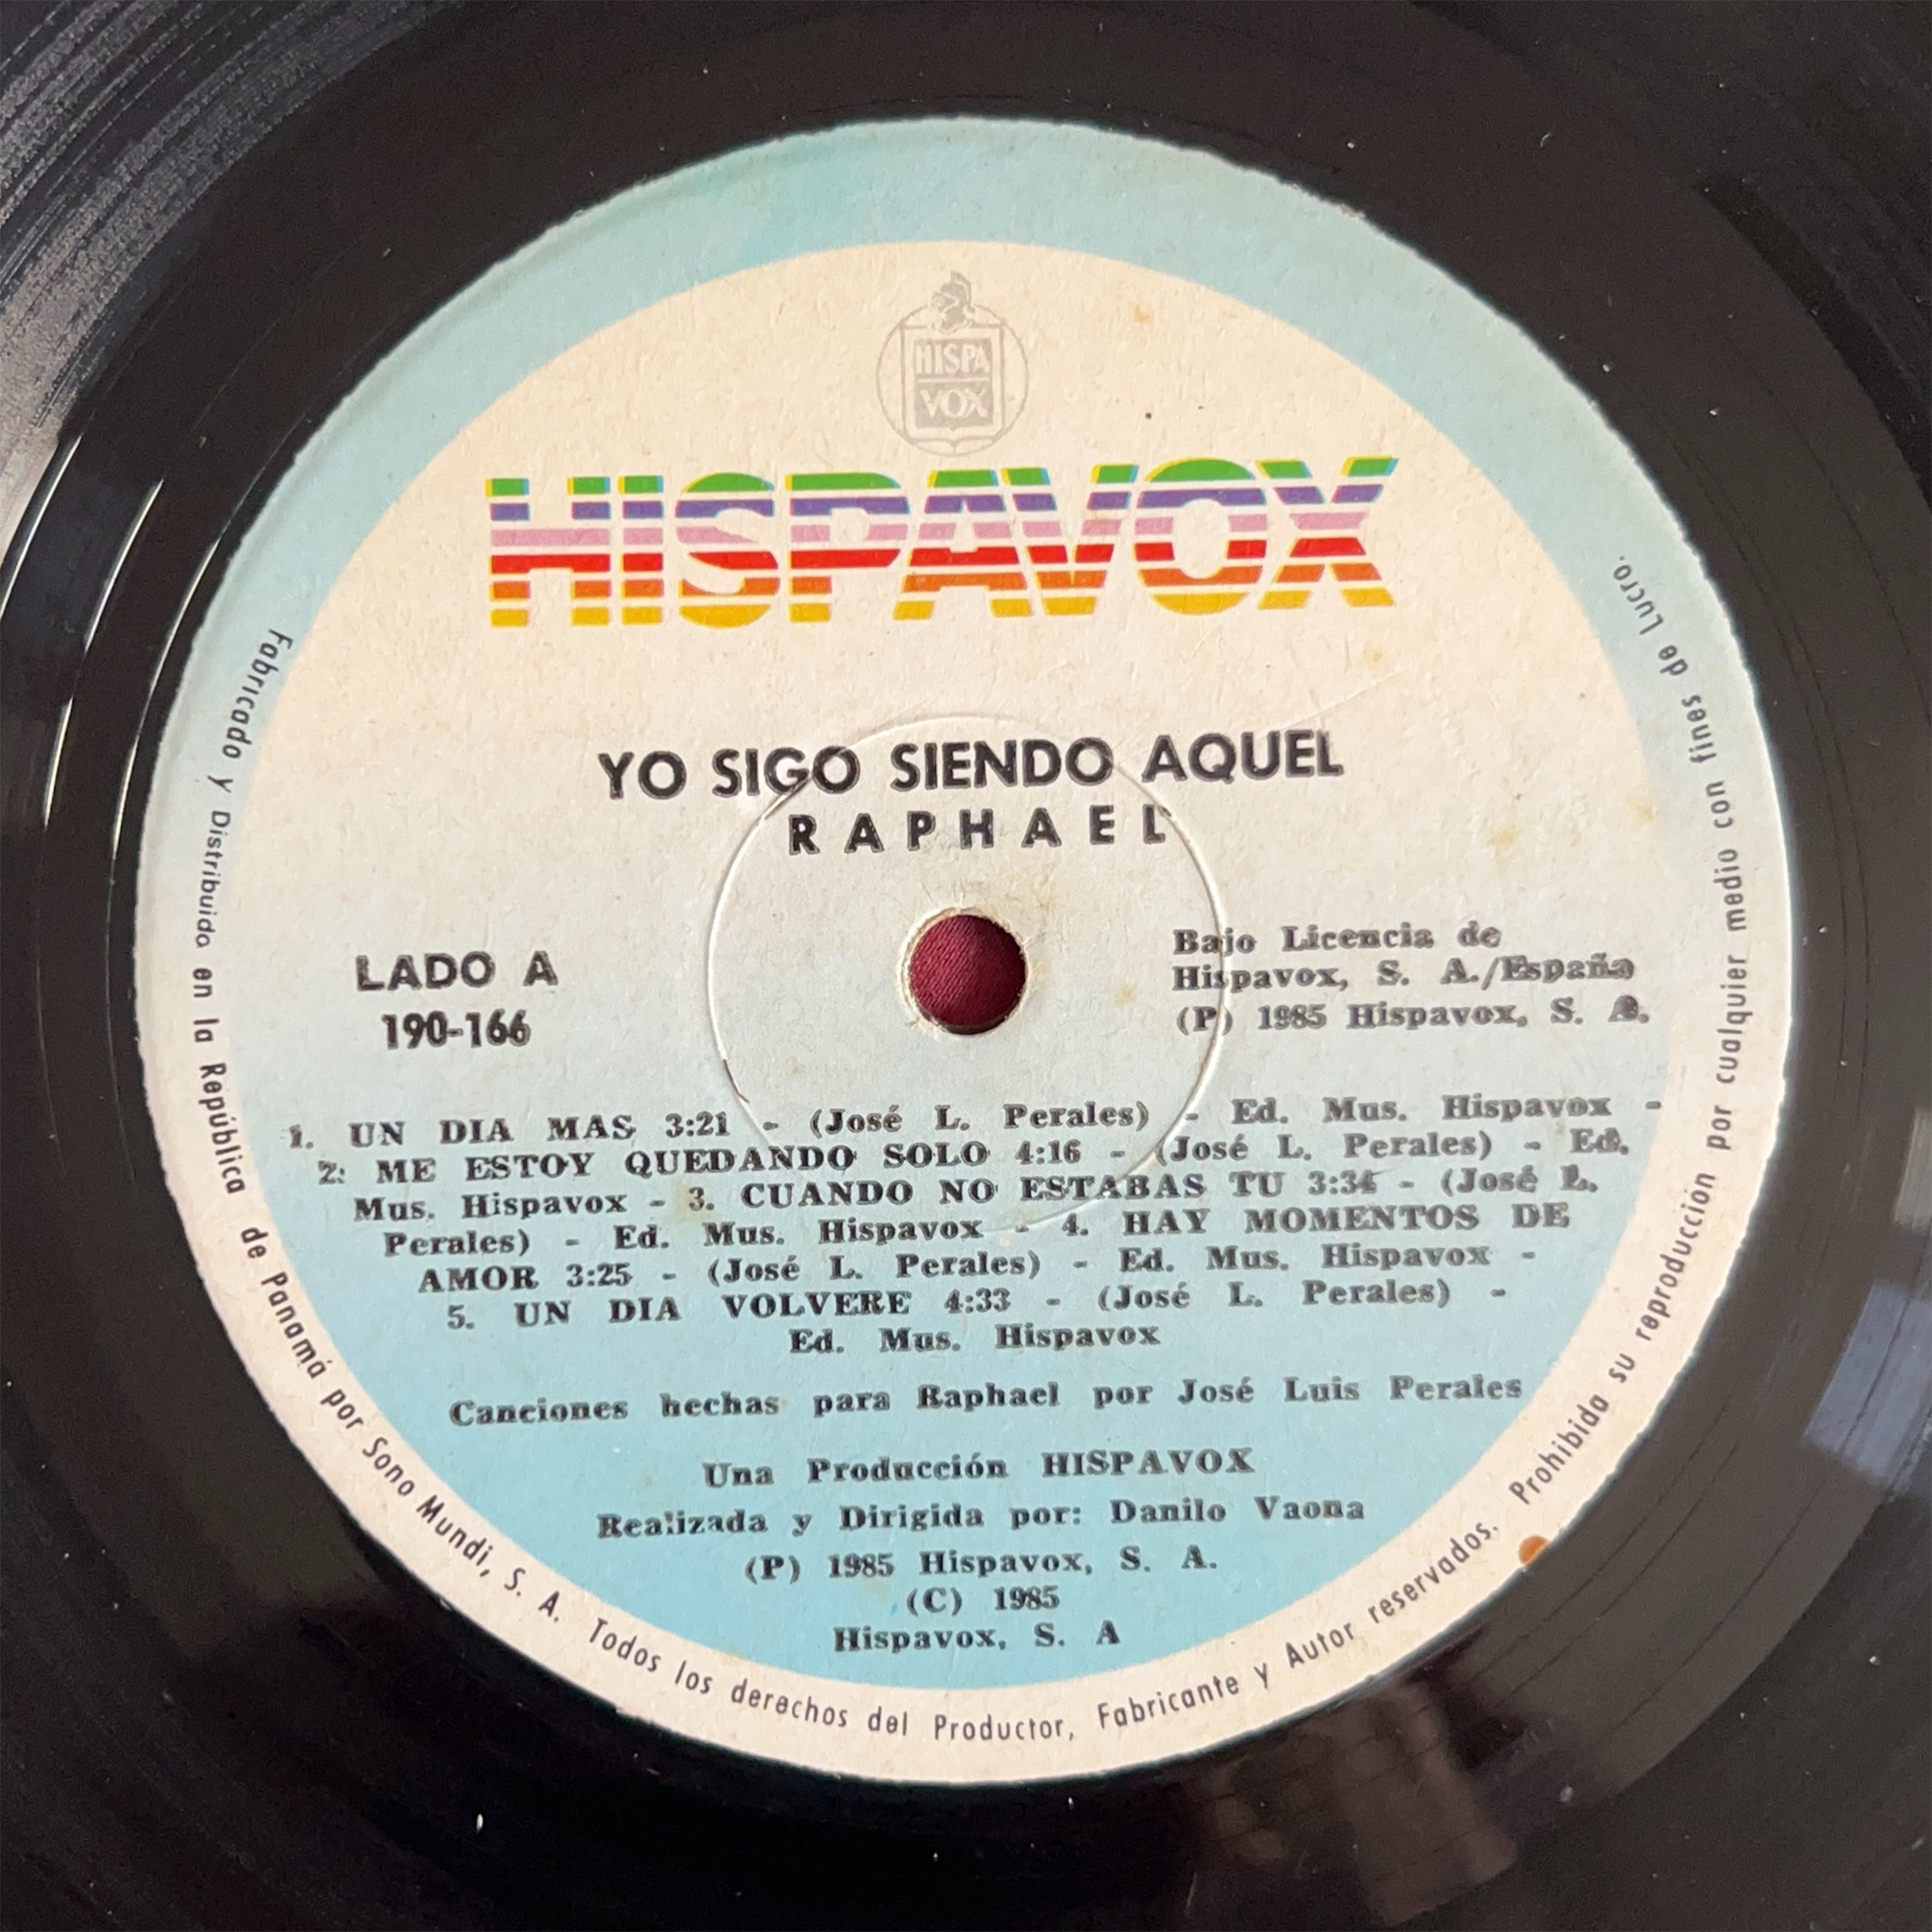 HISPA
VOX
HISPAVOX
YO SIGO SIENDO AQUEL
RAPHAEL
LADO A
190-166
Bajo Licencia de
Hispavox, S. A./España
(P) 1985 Hispavox, S. A.
1. UN DIA MAS 3:21 - (José L. Perales) - Ed. Mus. Hispavox -
2: ME ESTOY QUEDANDO SOLO 4:16 - (José L. Perales) - Ed.
Mus. Hispavox - 3. CUANDO NO ESTABAS TU 3:34 - (José L.
Perales) - Ed. Mus. Hispavox - 4. HAY MOMENTOS DE
AMOR 3:25 - (José L. Perales) - Ed. Mus. Hispavox -
5. UN DIA VOLVERE 4:33 - (José L. Perales) -
Ed. Mus. Hispavox
Canciones hechas para Raphael por José Luis Perales
Una Producción HISPAVOX
Realizada y Dirigida por: Danilo Vaona
(P) 1985 Hispavox, S. A.
(C) 1985
Hispavox, S. A
Fabricado y Distribuido en la República de Panamá por Sono Mundi, S. A. Todos los derechos del Productor, Fabricante y Autor reservados. Prohibida su reproducción por cualquier medio con fines de Lucro.